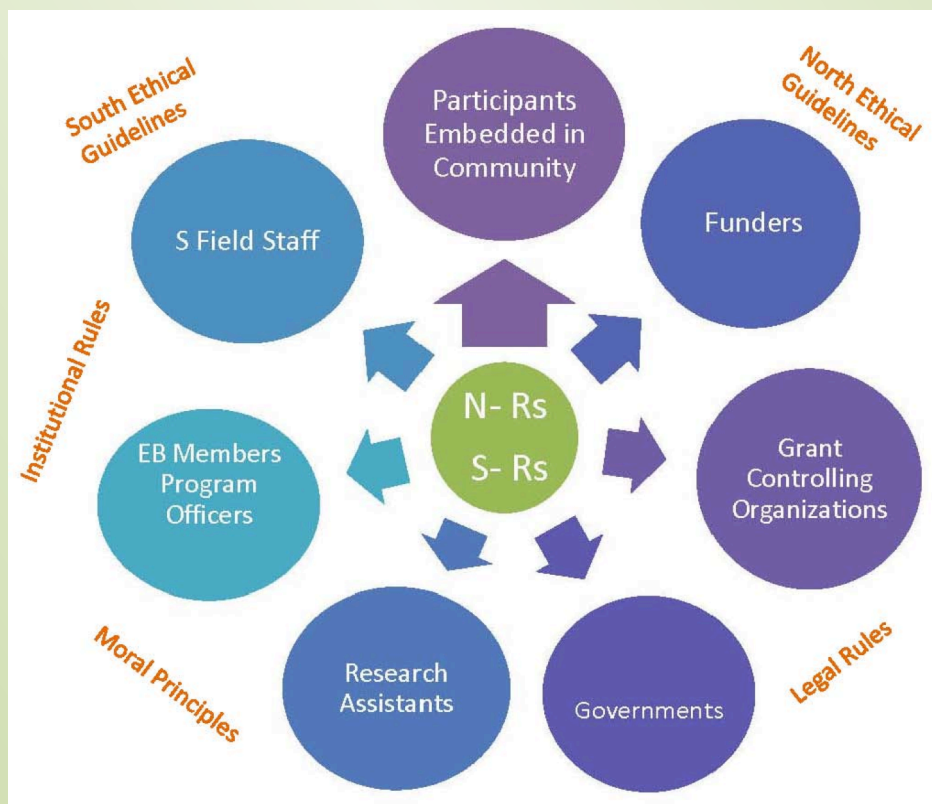 South Ethical
Guidelines
Participants
Embedded in
Community
North Ethical
Guidelines
S Field Staff
Funders
Institutional Rules
N- Rs
S- Rs
EB Members
Program
Officers
Grant
Controlling
Organizations
Moral Principles
Research
Assistants
Governments
Legal Rules